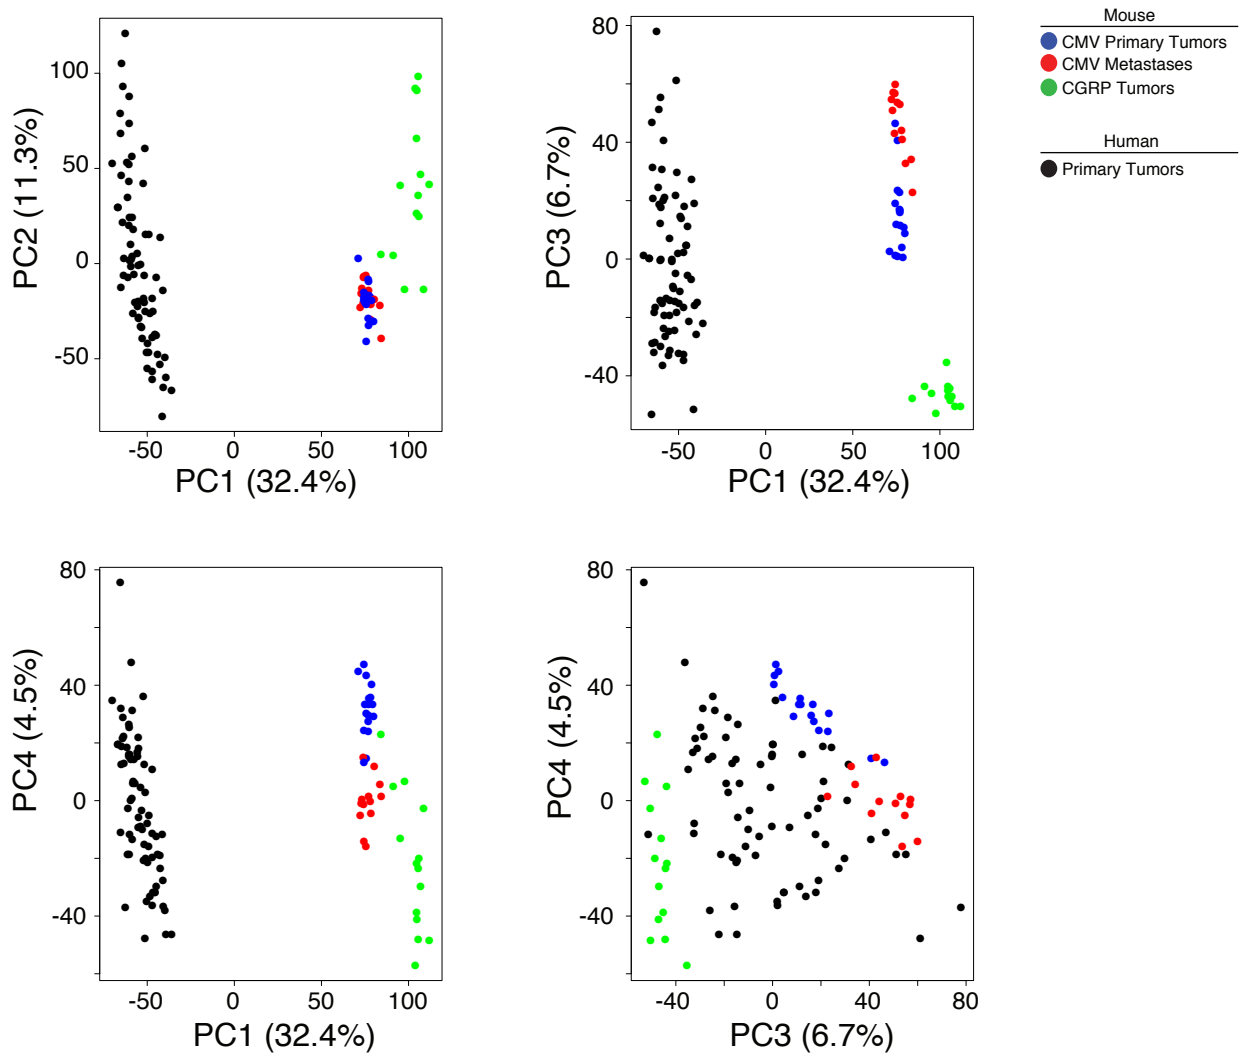 100
50
0
-50
PC2 (11.3%)
-50
0
50
100
PC1 (32.4%)
80
40
0
-40
PC3 (6.7%)
-50
0
50
100
PC1 (32.4%)
Mouse
CMV Primary Tumors
CMV Metastases
CGRP Tumors
Human
Primary Tumors
80
40
0
-40
PC4 (4.5%)
-50
0
50
100
PC1 (32.4%)
80
40
0
-40
PC4 (4.5%)
-40
0
40
80
PC3 (6.7%)